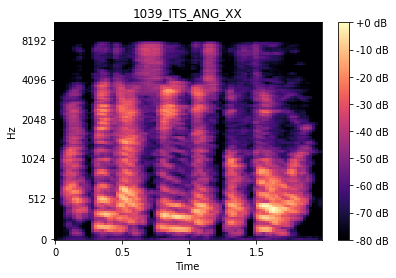 1039_ITS_ANG_XX
+0 dB
8192
-10 dB
4096
-20 dB
-30 dB
2048
Hz
-40 dB
1024
-50 dB
512
-60 dB
-70 dB
0
-80 dB
0
0.5
1
1.5
Time